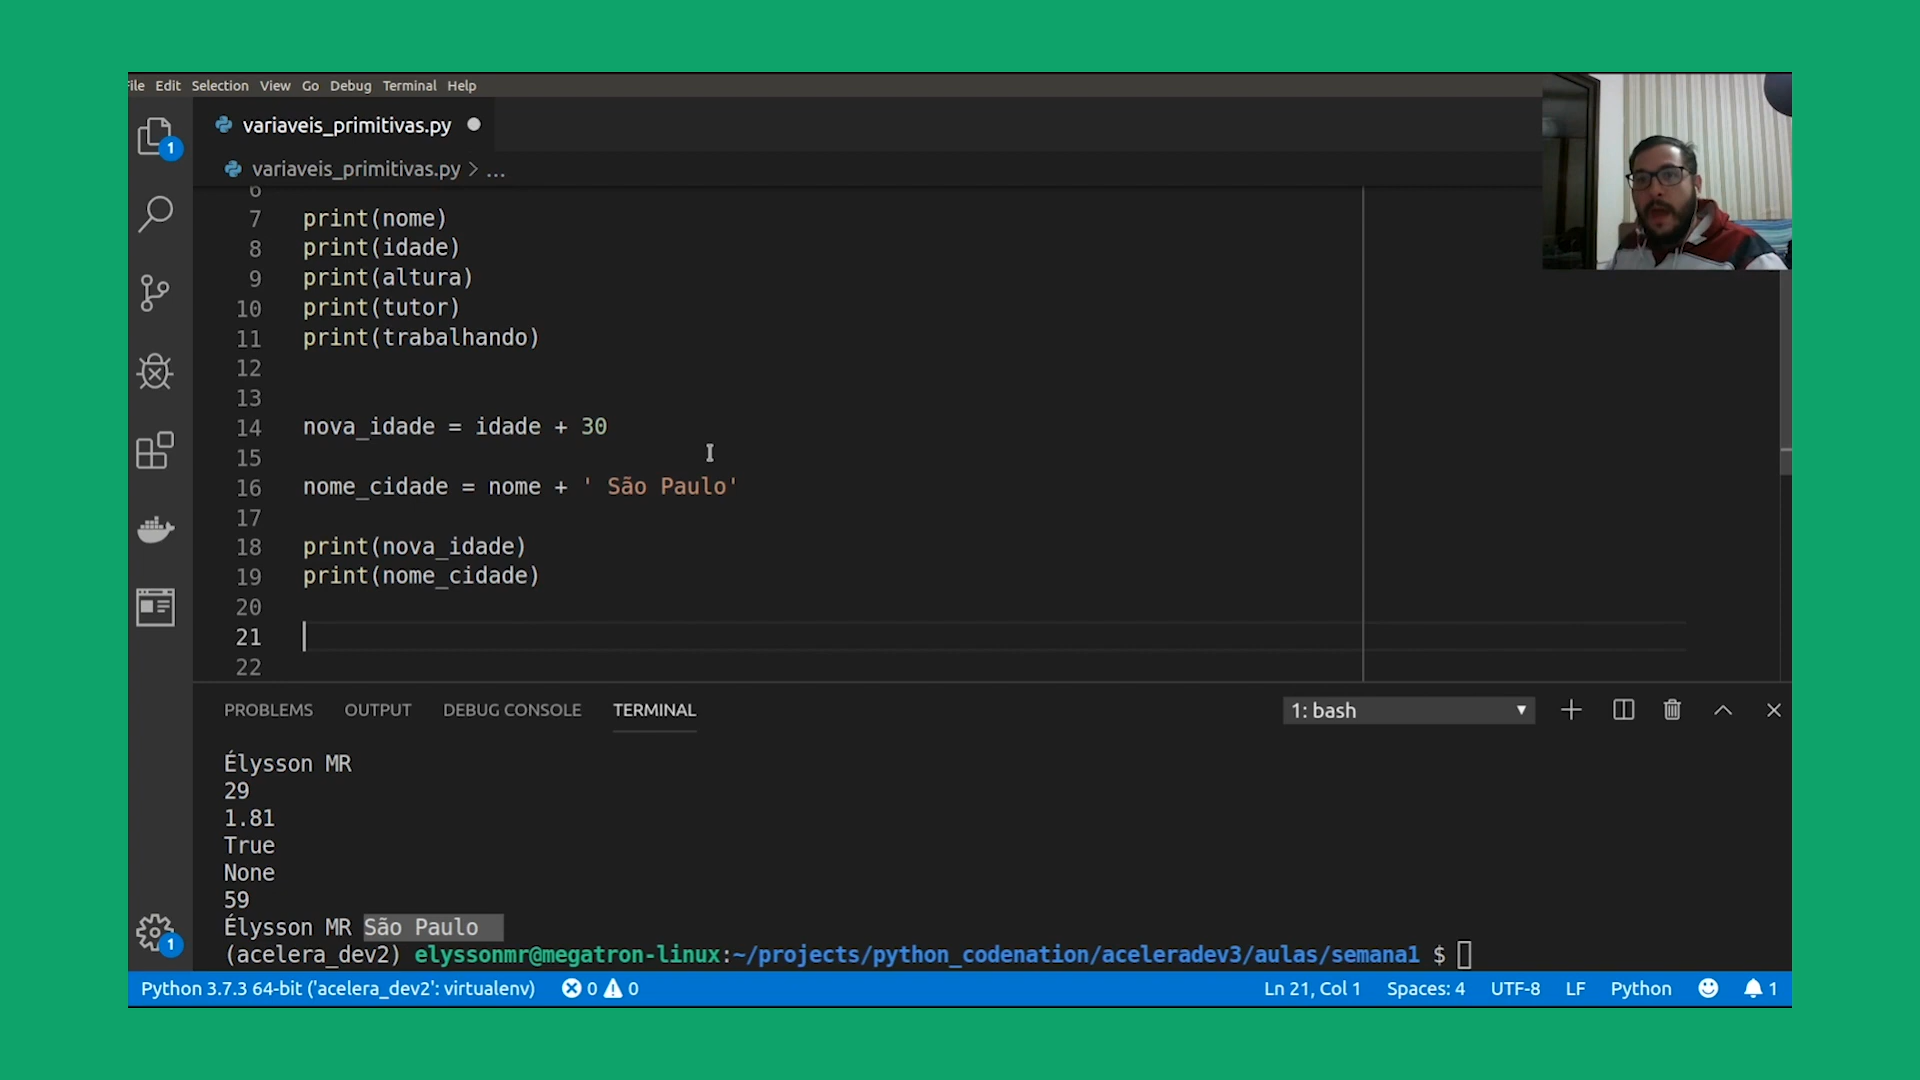 File Edit Selection View Go Debug Terminal Help
variaveis_primitivas.py
1
variaveis_primitivas.py > ...
6
7 print(nome)
8 print(idade)
9 print(altura)
10 print(tutor)
11 print(trabalhando)
12
13
14 nova_idade = idade + 30
15
16 nome_cidade = nome + ' São Paulo'
17
18 print(nova_idade)
19 print(nome_cidade)
20
21
22
PROBLEMS OUTPUT DEBUG CONSOLE TERMINAL 1: bash
Élysson MR
29
1.81
True
None
59
Élysson MR São Paulo
(acelera_dev2) elyssonmr@megatron-linux:~/projects/python_codenation/aceleradev3/aulas/semana1 $
1
Python 3.7.3 64-bit ('acelera_dev2': virtualenv) 0 0 Ln 21, Col 1 Spaces: 4 UTF-8 LF Python 1